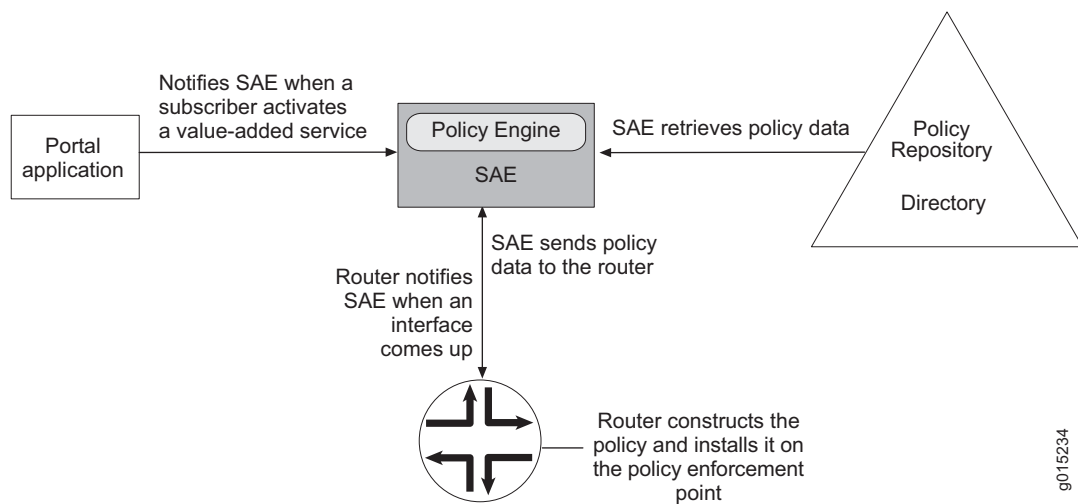 Notifies SAE when a
subscriber activates
a value-added service
Portal
application
Policy Engine
SAE
SAE retrieves policy data
Policy
Repository
Directory
SAE sends policy
data to the router
Router notifies
SAE when an
interface
comes up
Router constructs the
policy and installs it on
the policy enforcement
point
g015234